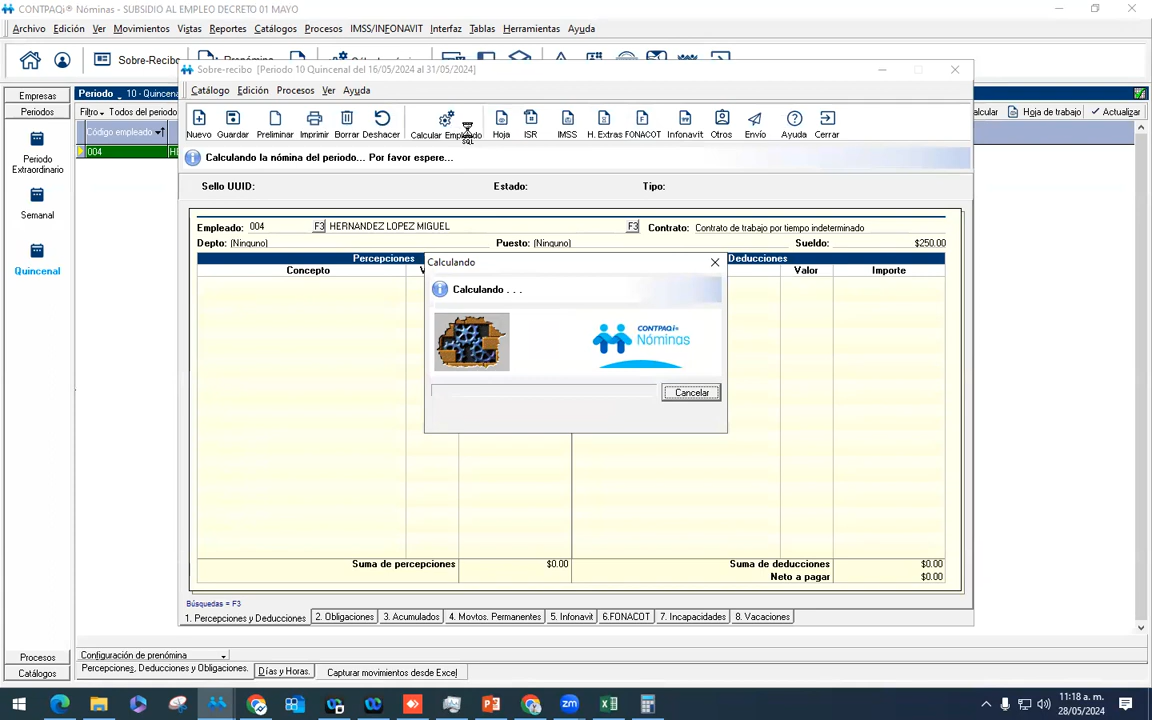 CONTPAQi® Nóminas - SUBSIDIO AL EMPLEO DECRETO 01 MAYO
Archivo Edición Ver Movimientos Vistas Reportes Catálogos Procesos IMSS/INFONAVIT Interfaz Tablas Herramientas Ayuda
Sobre-Recibo
Sobre-recibo [Periodo 10 Quincenal del 16/05/2024 al 31/05/2024]
Catálogo Edición Procesos Ver Ayuda
Empresas
Periodos
Periodo
Extraordinario
Semanal
Quincenal
Procesos
Catálogos
Periodo 10 - Quincena
Filtro Todos del periodo
Hoja de trabajo Actualizar
Código empleado
004
Nuevo Guardar Preliminar Imprimir Borrar Deshacer Calcular Empleado Hoja ISR IMSS H. Extras FONACOT Infonavit Otros Envío Ayuda Cerrar
Calculando la nómina del periodo... Por favor espere...
Sello UUID: Estado: Tipo:
Empleado: 004 F3 HERNANDEZ LOPEZ MIGUEL F3 Contrato: Contrato de trabajo por tiempo indeterminado
Depto: (Ninguno) Puesto: (Ninguno) Sueldo: $250.00
Percepciones Deducciones
Concepto Valor Importe
Calculando
Calculando . . .
CONTPAQi®
Nóminas
Cancelar
Suma de percepciones $0.00 Suma de deducciones $0.00
Neto a pagar $0.00
Búsquedas = F3
1. Percepciones y Deducciones 2. Obligaciones 3. Acumulados 4. Movtos. Permanentes 5. Infonavit 6.FONACOT 7. Incapacidades 8. Vacaciones
Configuración de prenómina
Percepciones, Deducciones y Obligaciones. Días y Horas. Capturar movimientos desde Excel
11:18 a. m.
28/05/2024